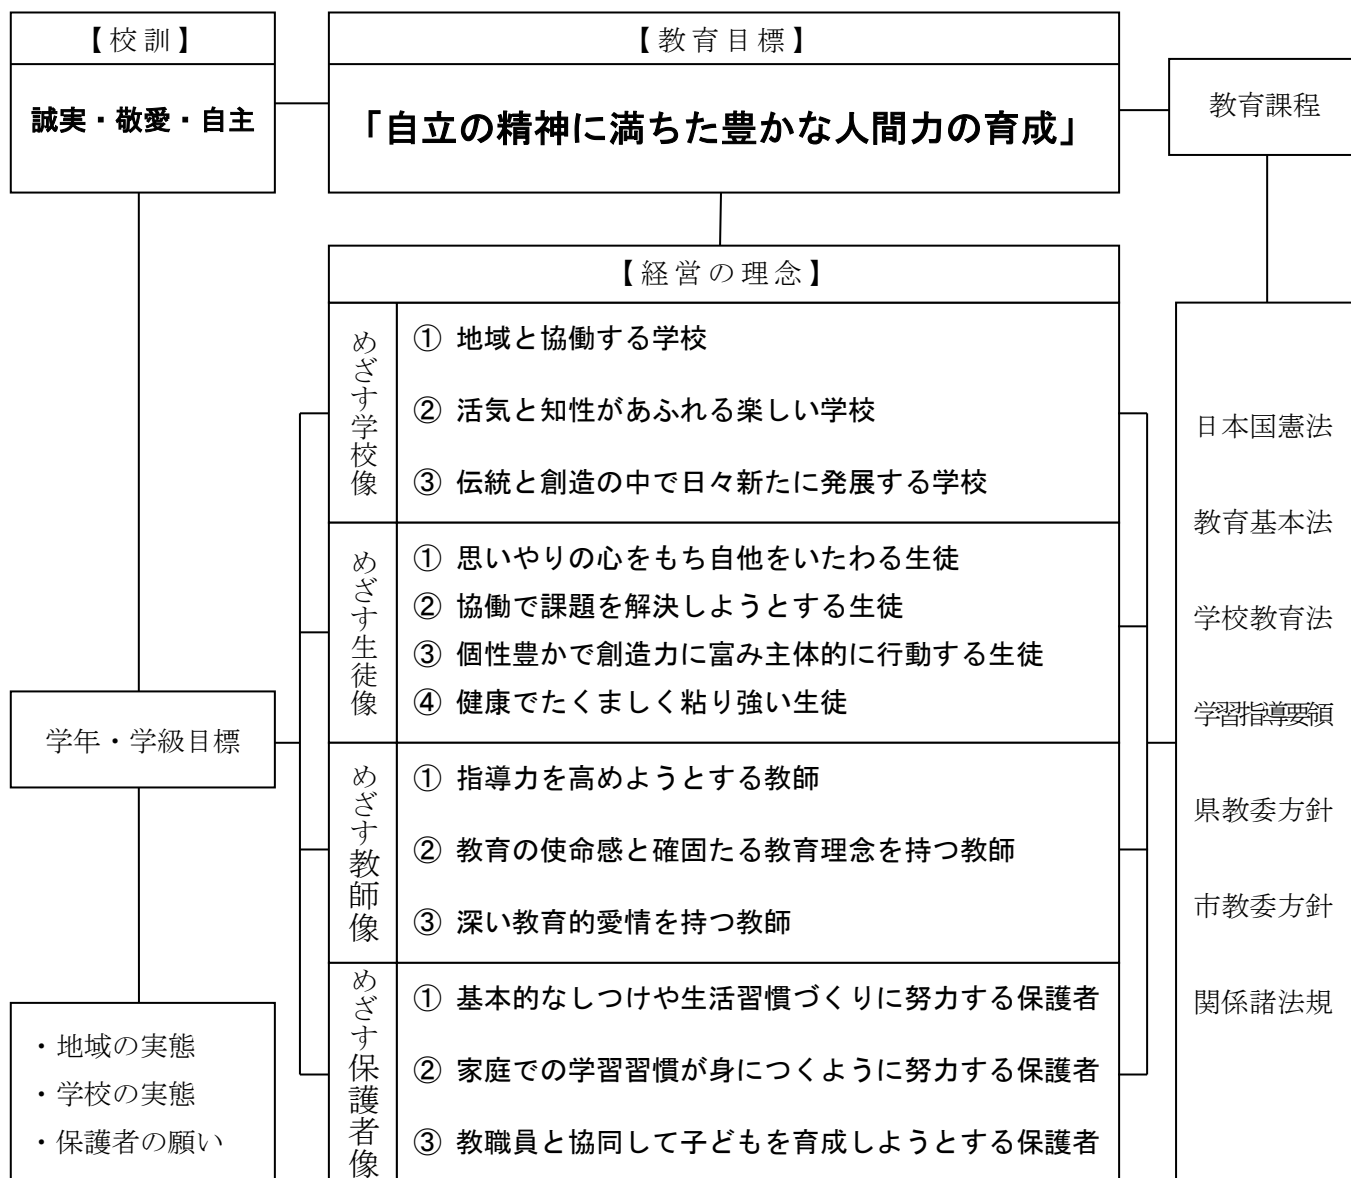 【校訓】
誠実・敬愛・自主
【教育目標】
「自立の精神に満ちた豊かな人間力の育成」
教育課程
【経営の理念】
めざす学校像
① 地域と協働する学校
② 活気と知性があふれる楽しい学校
③ 伝統と創造の中で日々新たに発展する学校
めざす生徒像
① 思いやりの心をもち自他をいたわる生徒
② 協働で課題を解決しようとする生徒
③ 個性豊かで創造力に富み主体的に行動する生徒
④ 健康でたくましく粘り強い生徒
めざす教師像
① 指導力を高めようとする教師
② 教育の使命感と確固たる教育理念を持つ教師
③ 深い教育的愛情を持つ教師
めざす保護者像
① 基本的なしつけや生活習慣づくりに努力する保護者
② 家庭での学習習慣が身につくように努力する保護者
③ 教職員と協同して子どもを育成しようとする保護者
学年・学級目標
・地域の実態
・学校の実態
・保護者の願い
日本国憲法
教育基本法
学校教育法
学習指導要領
県教委方針
市教委方針
関係諸法規